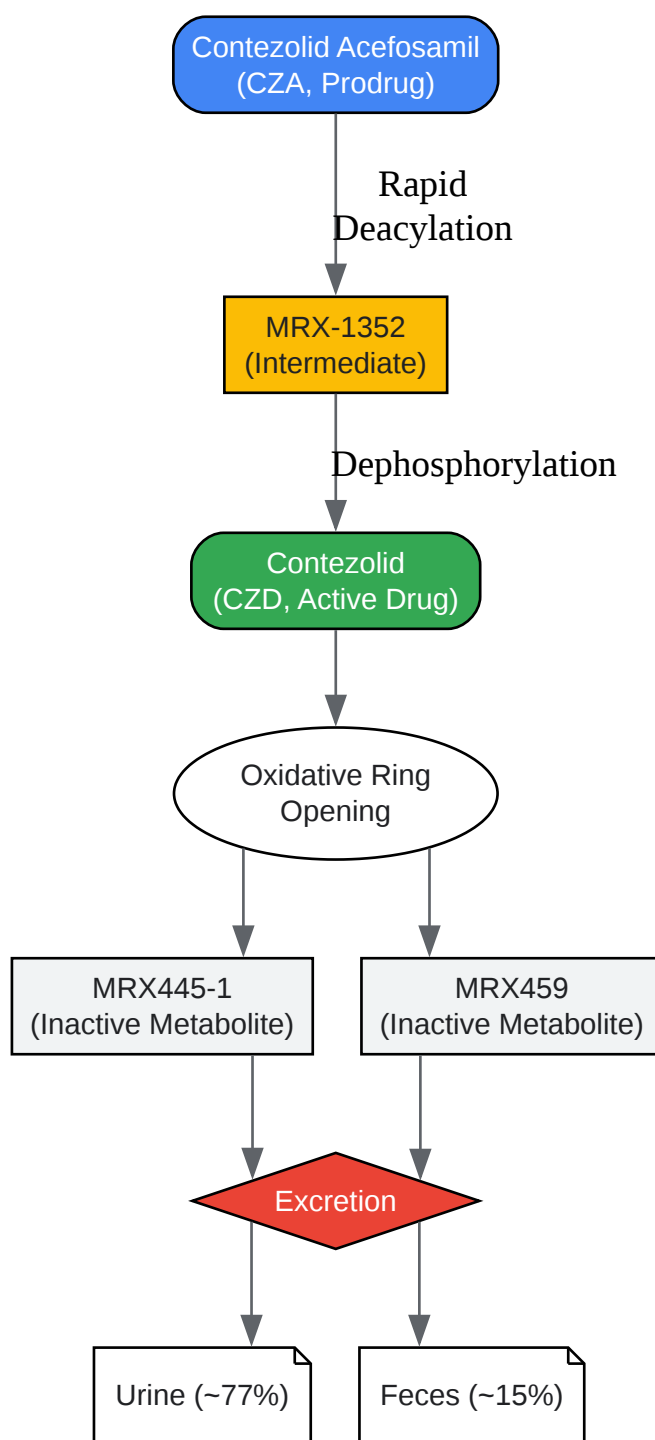 Contezolid Acefosamil
(CZA, Prodrug)
Rapid
Deacylation
MRX-1352
(Intermediate)
Dephosphorylation
Contezolid
(CZD, Active Drug)
Oxidative Ring
Opening
MRX445-1
(Inactive Metabolite)
MRX459
(Inactive Metabolite)
Excretion
Urine (~77%)
Feces (~15%)